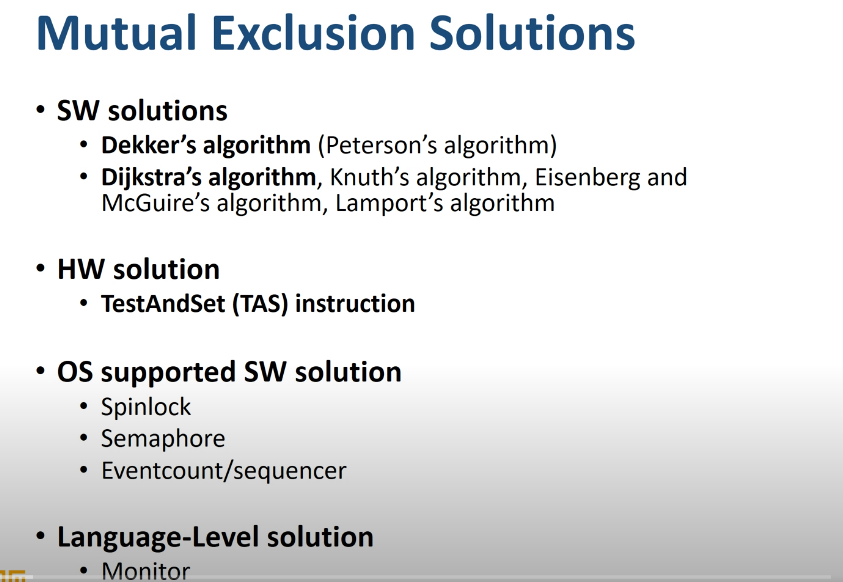 Mutual Exclusion Solutions
• SW solutions
• Dekker’s algorithm (Peterson’s algorithm)
• Dijkstra’s algorithm, Knuth’s algorithm, Eisenberg and
McGuire’s algorithm, Lamport’s algorithm
• HW solution
• TestAndSet (TAS) instruction
• OS supported SW solution
• Spinlock
• Semaphore
• Eventcount/sequencer
• Language-Level solution
• Monitor